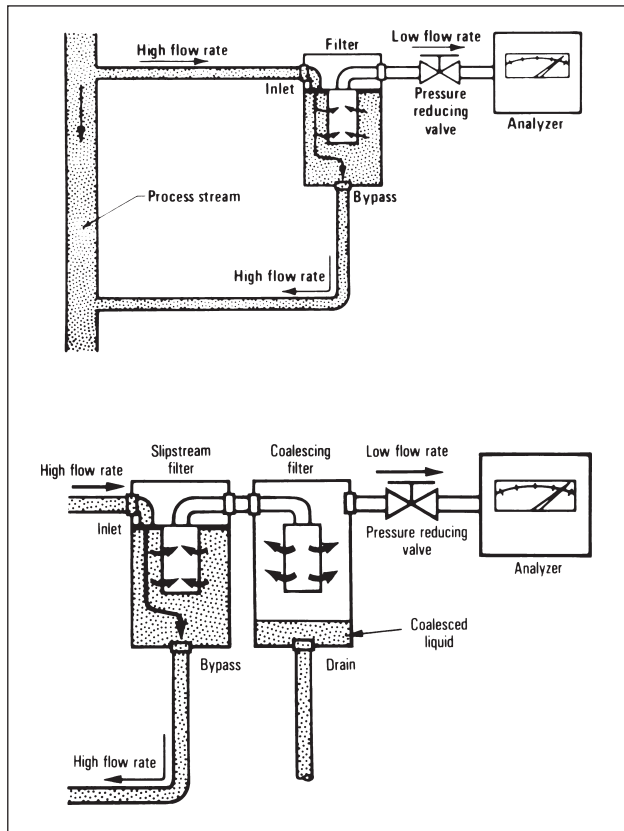 High flow rate
Filter
Low flow rate
Inlet
Pressure
reducing
valve
Analyzer
Process stream
Bypass
High flow rate
Slipstream
filter
Coalescing
filter
Low flow rate
High flow rate
Inlet
Pressure reducing
valve
Analyzer
Coalesced
liquid
Bypass
Drain
High flow rate